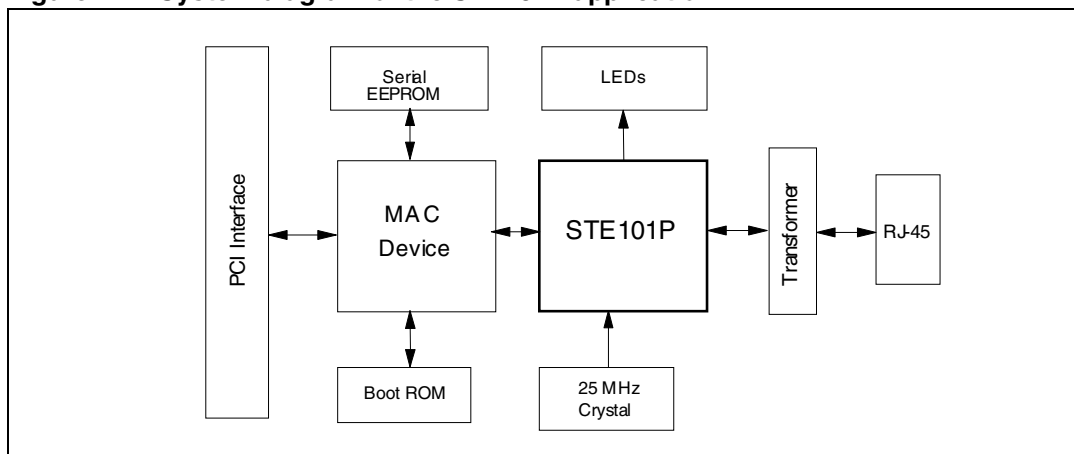 Serial
EEPROM
LEDs
PCI Interface
MAC
Device
STE101P
Transformer
RJ-45
Boot ROM
25 MHz
Crystal